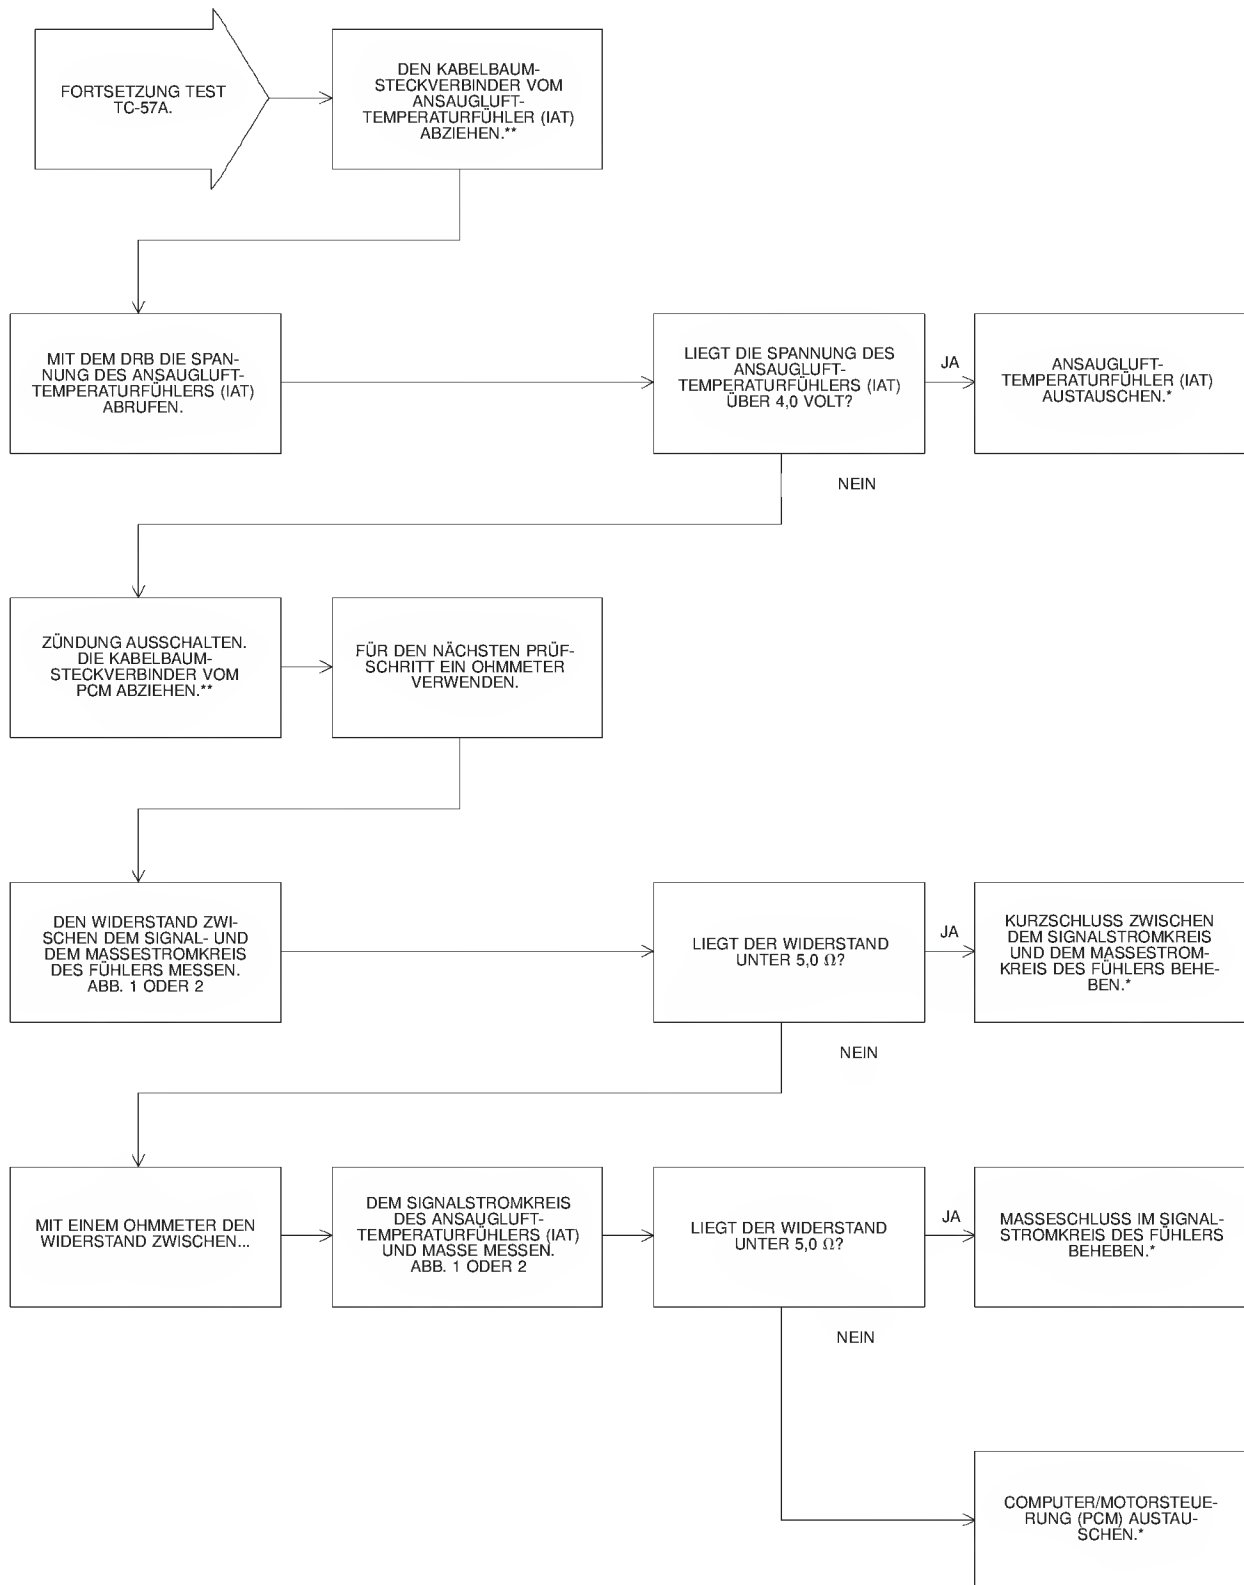 FORTSETZUNG TEST
TC-57A.
DEN KABELBAUM-
STECKVERBINDER VOM
ANSAUGLUFT-
TEMPERATURFÜHLER (IAT)
ABZIEHEN.**
MIT DEM DRB DIE SPAN-
NUNG DES ANSAUGLUFT-
TEMPERATURFÜHLERS (IAT)
ABRUFEN.
LIEGT DIE SPANNUNG DES
ANSAUGLUFT-
TEMPERATURFÜHLERS (IAT)
ÜBER 4,0 VOLT?
JA
ANSAUGLUFT-
TEMPERATURFÜHLER (IAT)
AUSTAUSCHEN.*
NEIN
ZÜNDUNG AUSSCHALTEN.
DIE KABELBAUM-
STECKVERBINDER VOM
PCM ABZIEHEN.**
FÜR DEN NÄCHSTEN PRÜF-
SCHRITT EIN OHMMETER
VERWENDEN.
DEN WIDERSTAND ZWI-
SCHEN DEM SIGNAL- UND
DEM MASSESTROMKREIS
DES FÜHLERS MESSEN.
ABB. 1 ODER 2
LIEGT DER WIDERSTAND
UNTER 5,0 Ω?
JA
KURZSCHLUSS ZWISCHEN
DEM SIGNALSTROMKREIS
UND DEM MASSESTROM-
KREIS DES FÜHLERS BEHE-
BEN.*
NEIN
MIT EINEM OHMMETER DEN
WIDERSTAND ZWISCHEN...
DEM SIGNALSTROMKREIS
DES ANSAUGLUFT-
TEMPERATURFÜHLERS (IAT)
UND MASSE MESSEN.
ABB. 1 ODER 2
LIEGT DER WIDERSTAND
UNTER 5,0 Ω?
JA
MASSESCHLUSS IM SIGNAL-
STROMKREIS DES FÜHLERS
BEHEBEN.*
NEIN
COMPUTER/MOTORSTEUE-
RUNG (PCM) AUSTAU-
SCHEN.*